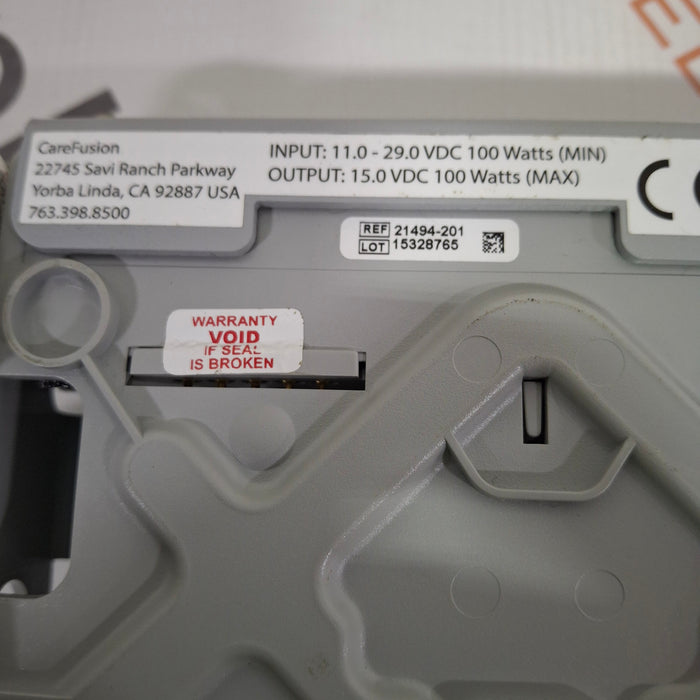 CareFusion
22745 Savi Ranch Parkway
Yorba Linda, CA 92887 USA
763.398.8500
INPUT: 11.0 - 29.0 VDC 100 Watts (MIN)
OUTPUT: 15.0 VDC 100 Watts (MAX)
CE
REF 21494-201
LOT 15328765
WARRANTY
VOID
IF SEAL
IS BROKEN